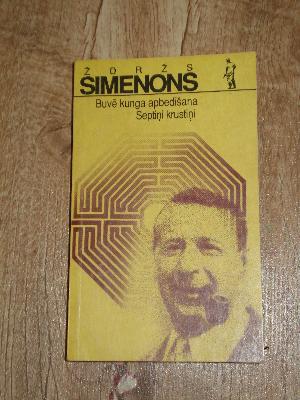 ŽORŽS
SIMENONS
Buvē kunga apbedīšana
Septiņi krustiņi